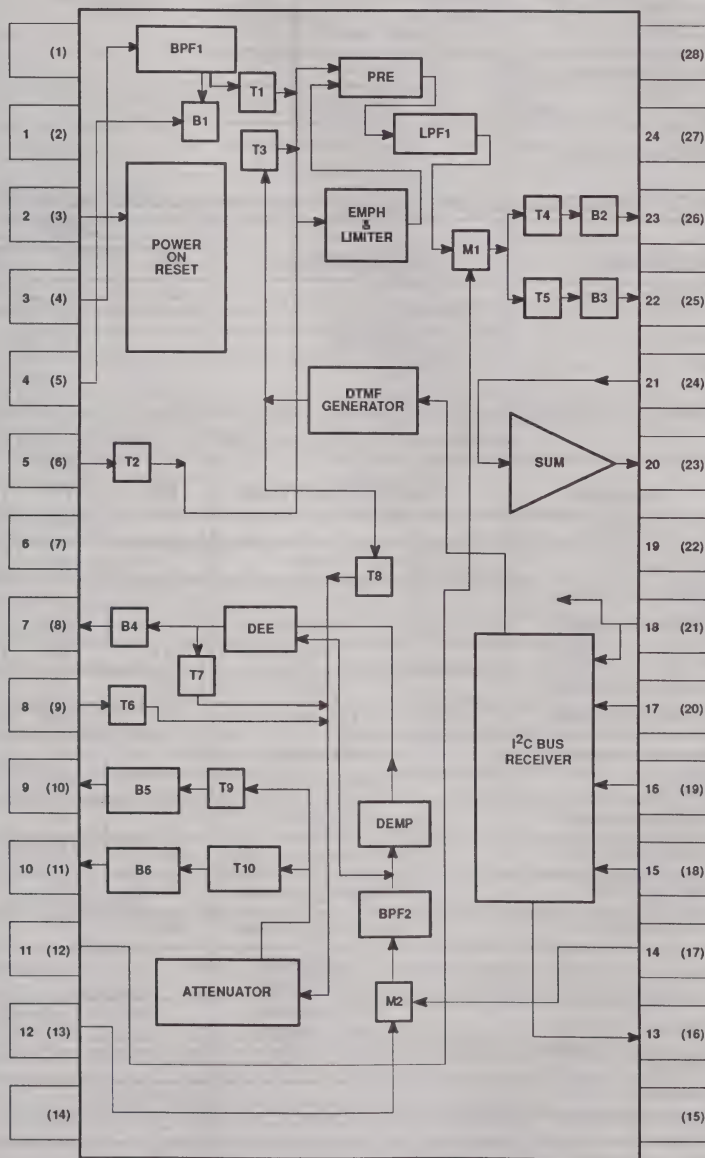 (1)
1 (2)
2 (3)
3 (4)
4 (5)
5 (6)
6 (7)
7 (8)
8 (9)
9 (10)
10 (11)
11 (12)
12 (13)
(14)
BPF1
T1
B1
T3
POWER
ON
RESET
PRE
LPF1
EMPH
&
LIMITER
M1
T4
B2
T5
B3
DTMF
GENERATOR
SUM
T2
T8
B4
DEE
T7
T6
B5
T9
B6
T10
DEMP
BPF2
ATTENUATOR
M2
I²C BUS
RECEIVER
(28)
24 (27)
23 (26)
22 (25)
21 (24)
20 (23)
19 (22)
18 (21)
17 (20)
16 (19)
15 (18)
14 (17)
13 (16)
(15)